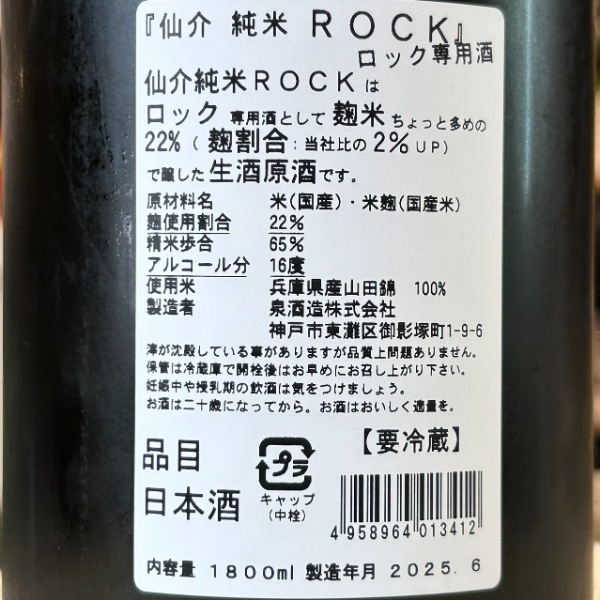 『仙介 純米 ＲＯＣＫ』
ロック専用酒
仙介純米ＲＯＣＫは
ロック専用酒として麹米ちょっと多めの
22%（麹割合：当社比の2％UP）
で醸した生酒原酒です。
原材料名 米（国産）・米麹（国産米）
麹使用割合 22％
精米歩合 65％
アルコール分 16度
使用米 兵庫県産山田錦 100%
製造者 泉酒造株式会社
神戸市東灘区御影塚町1-9-6
滓が沈殿している事がありますが品質上問題ありません。
保管は冷蔵庫で開栓後はお早めにお召し上がり下さい。
妊娠中や授乳期の飲酒は気をつけましょう。
お酒は二十歳になってから。お酒はおいしく適量を。
品目
日本酒
プラ
キャップ
（中栓）
【要冷蔵】
4 958964 013412
内容量 1800ml 製造年月 2025. 6